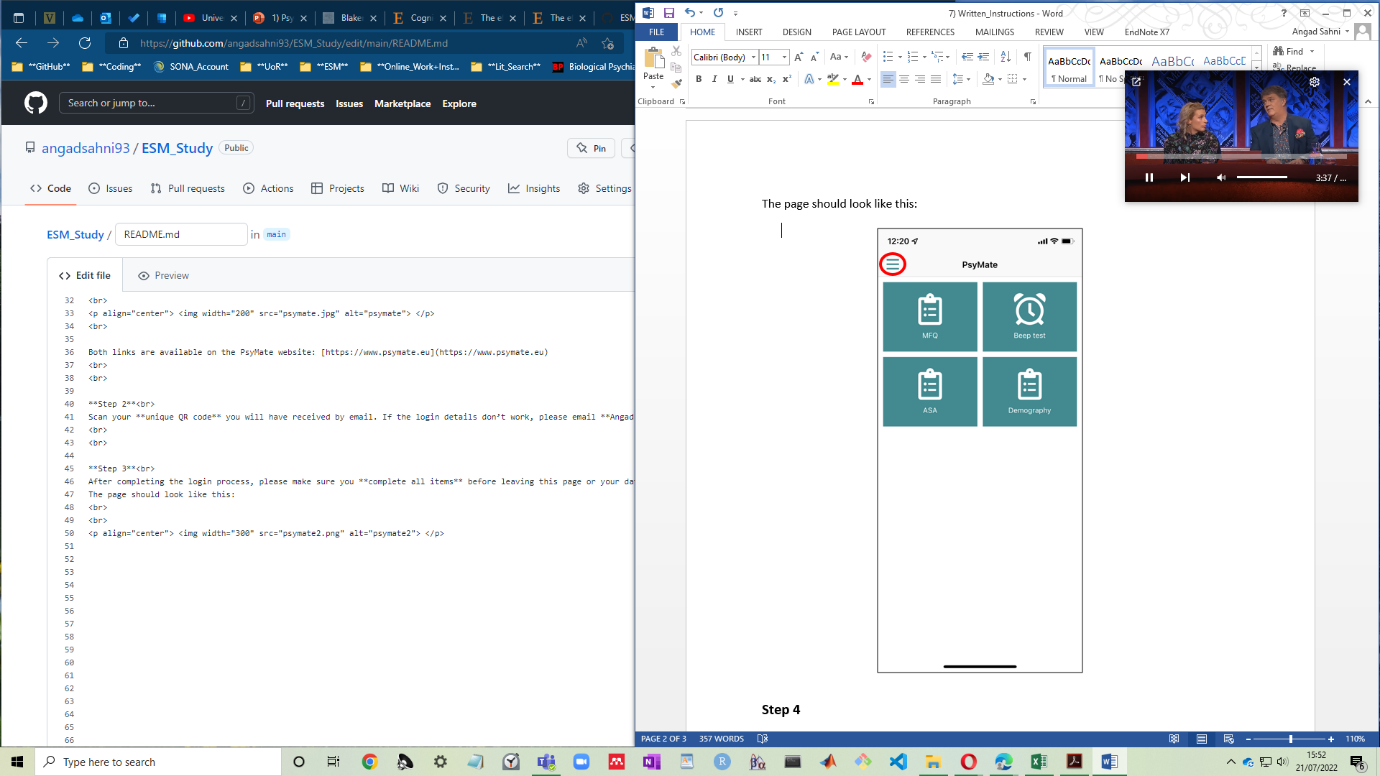 Unive
1) Psy
Blake
Cogni
The e
The el
ESM
7) Written_Instructions - Word
https://github.com/angadsahni93/ESM_Study/edit/main/README.md
FILE
HOME
INSERT
DESIGN
PAGE LAYOUT
REFERENCES
MAILINGS
REVIEW
VIEW
EndNote X7
Angad Sahni
**GitHub**
**Coding**
SONA_Account
**UoR**
**ESM**
**Online_Work+Inst...
**Lit_Search**
Biological Psychia
Paste
Calibri (Body)
11
AaBbCcDc
AaBbCcDc
AaBbC
AaBbCcE
¶ Normal
¶ No Sp
Find
Replace
Clipboard
Font
Paragraph
Search or jump to...
/
Pull requests
Issues
Marketplace
Explore
angadsahni93 / ESM_Study
Public
Pin
Code
Issues
Pull requests
Actions
Projects
Wiki
Security
Insights
Settings
3:37 / ...
ESM_Study / README.md in main
Edit file
Preview
32 <br>
33 <p align="center"> <img width="200" src="psymate.jpg" alt="psymate"> </p>
34 <br>
35
36 Both links are available on the PsyMate website: [https://www.psymate.eu](https://www.psymate.eu)
37 <br>
38 <br>
39
40 **Step 2**<br>
41 Scan your **unique QR code** you will have received by email. If the login details don't work, please email **Angad
42 <br>
43 <br>
44
45 **Step 3**<br>
46 After completing the login process, please make sure you **complete all items** before leaving this page or your da
47 The page should look like this:
48 <br>
49 <br>
50 <p align="center"> <img width="300" src="psymate2.png" alt="psymate2"> </p>
51
52
53
54
55
56
57
58
59
60
61
62
63
64
65
66
The page should look like this:
12:20
PsyMate
MFQ
Beep test
ASA
Demography
Step 4
PAGE 2 OF 3
357 WORDS
110%
Type here to search
15:52
21/07/2022
6